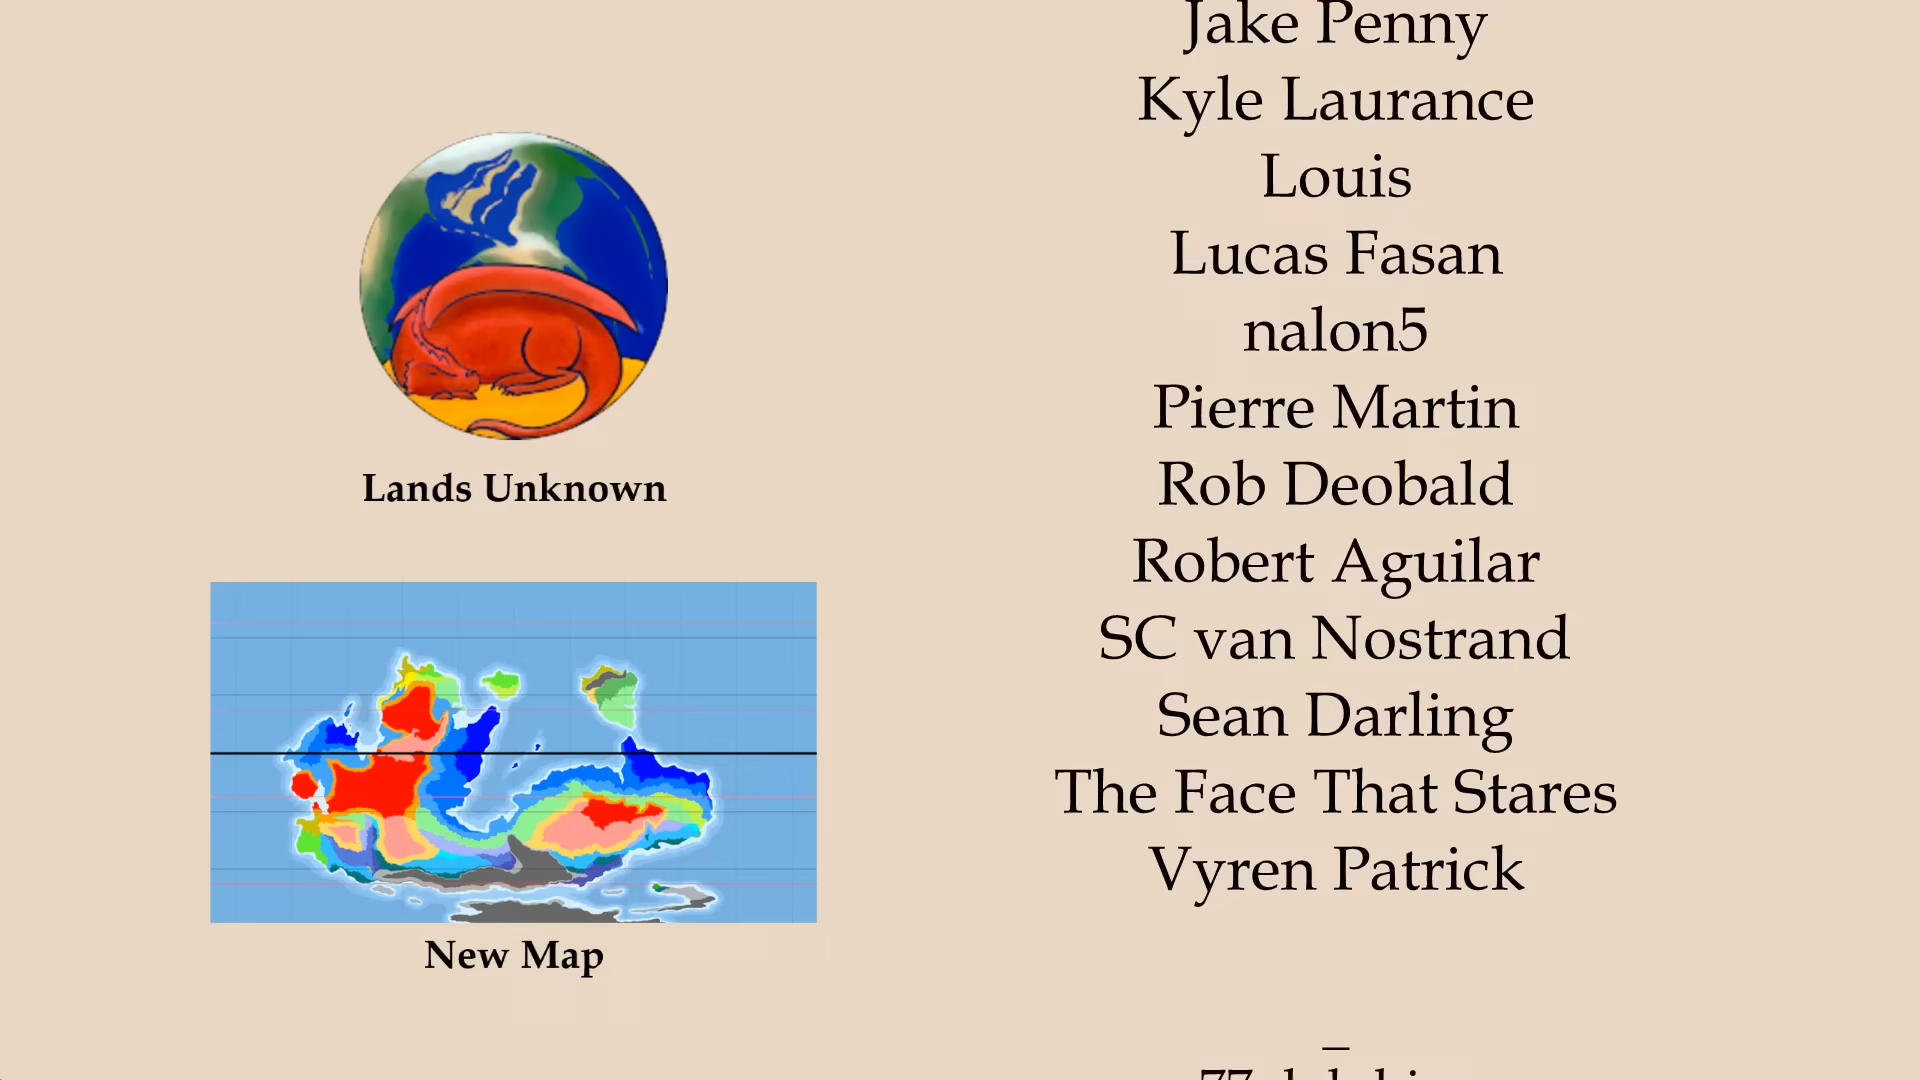 Lands Unknown
New Map
Jake Penny
Kyle Laurance
Louis
Lucas Fasan
nalon5
Pierre Martin
Rob Deobald
Robert Aguilar
SC van Nostrand
Sean Darling
The Face That Stares
Vyren Patrick
_